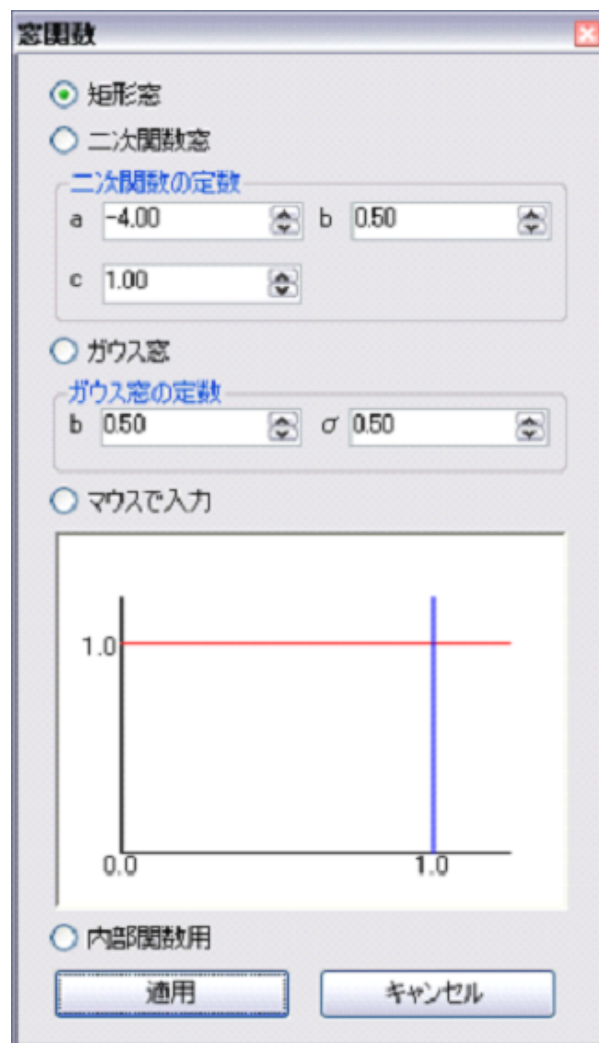 窓関数
矩形窓
二次関数窓
二次関数の定数
a -4.00 b 0.50
c 1.00
ガウス窓
ガウス窓の定数
b 0.50 σ 0.50
マウスで入力
1.0
0.0 1.0
内部関数用
適用 キャンセル